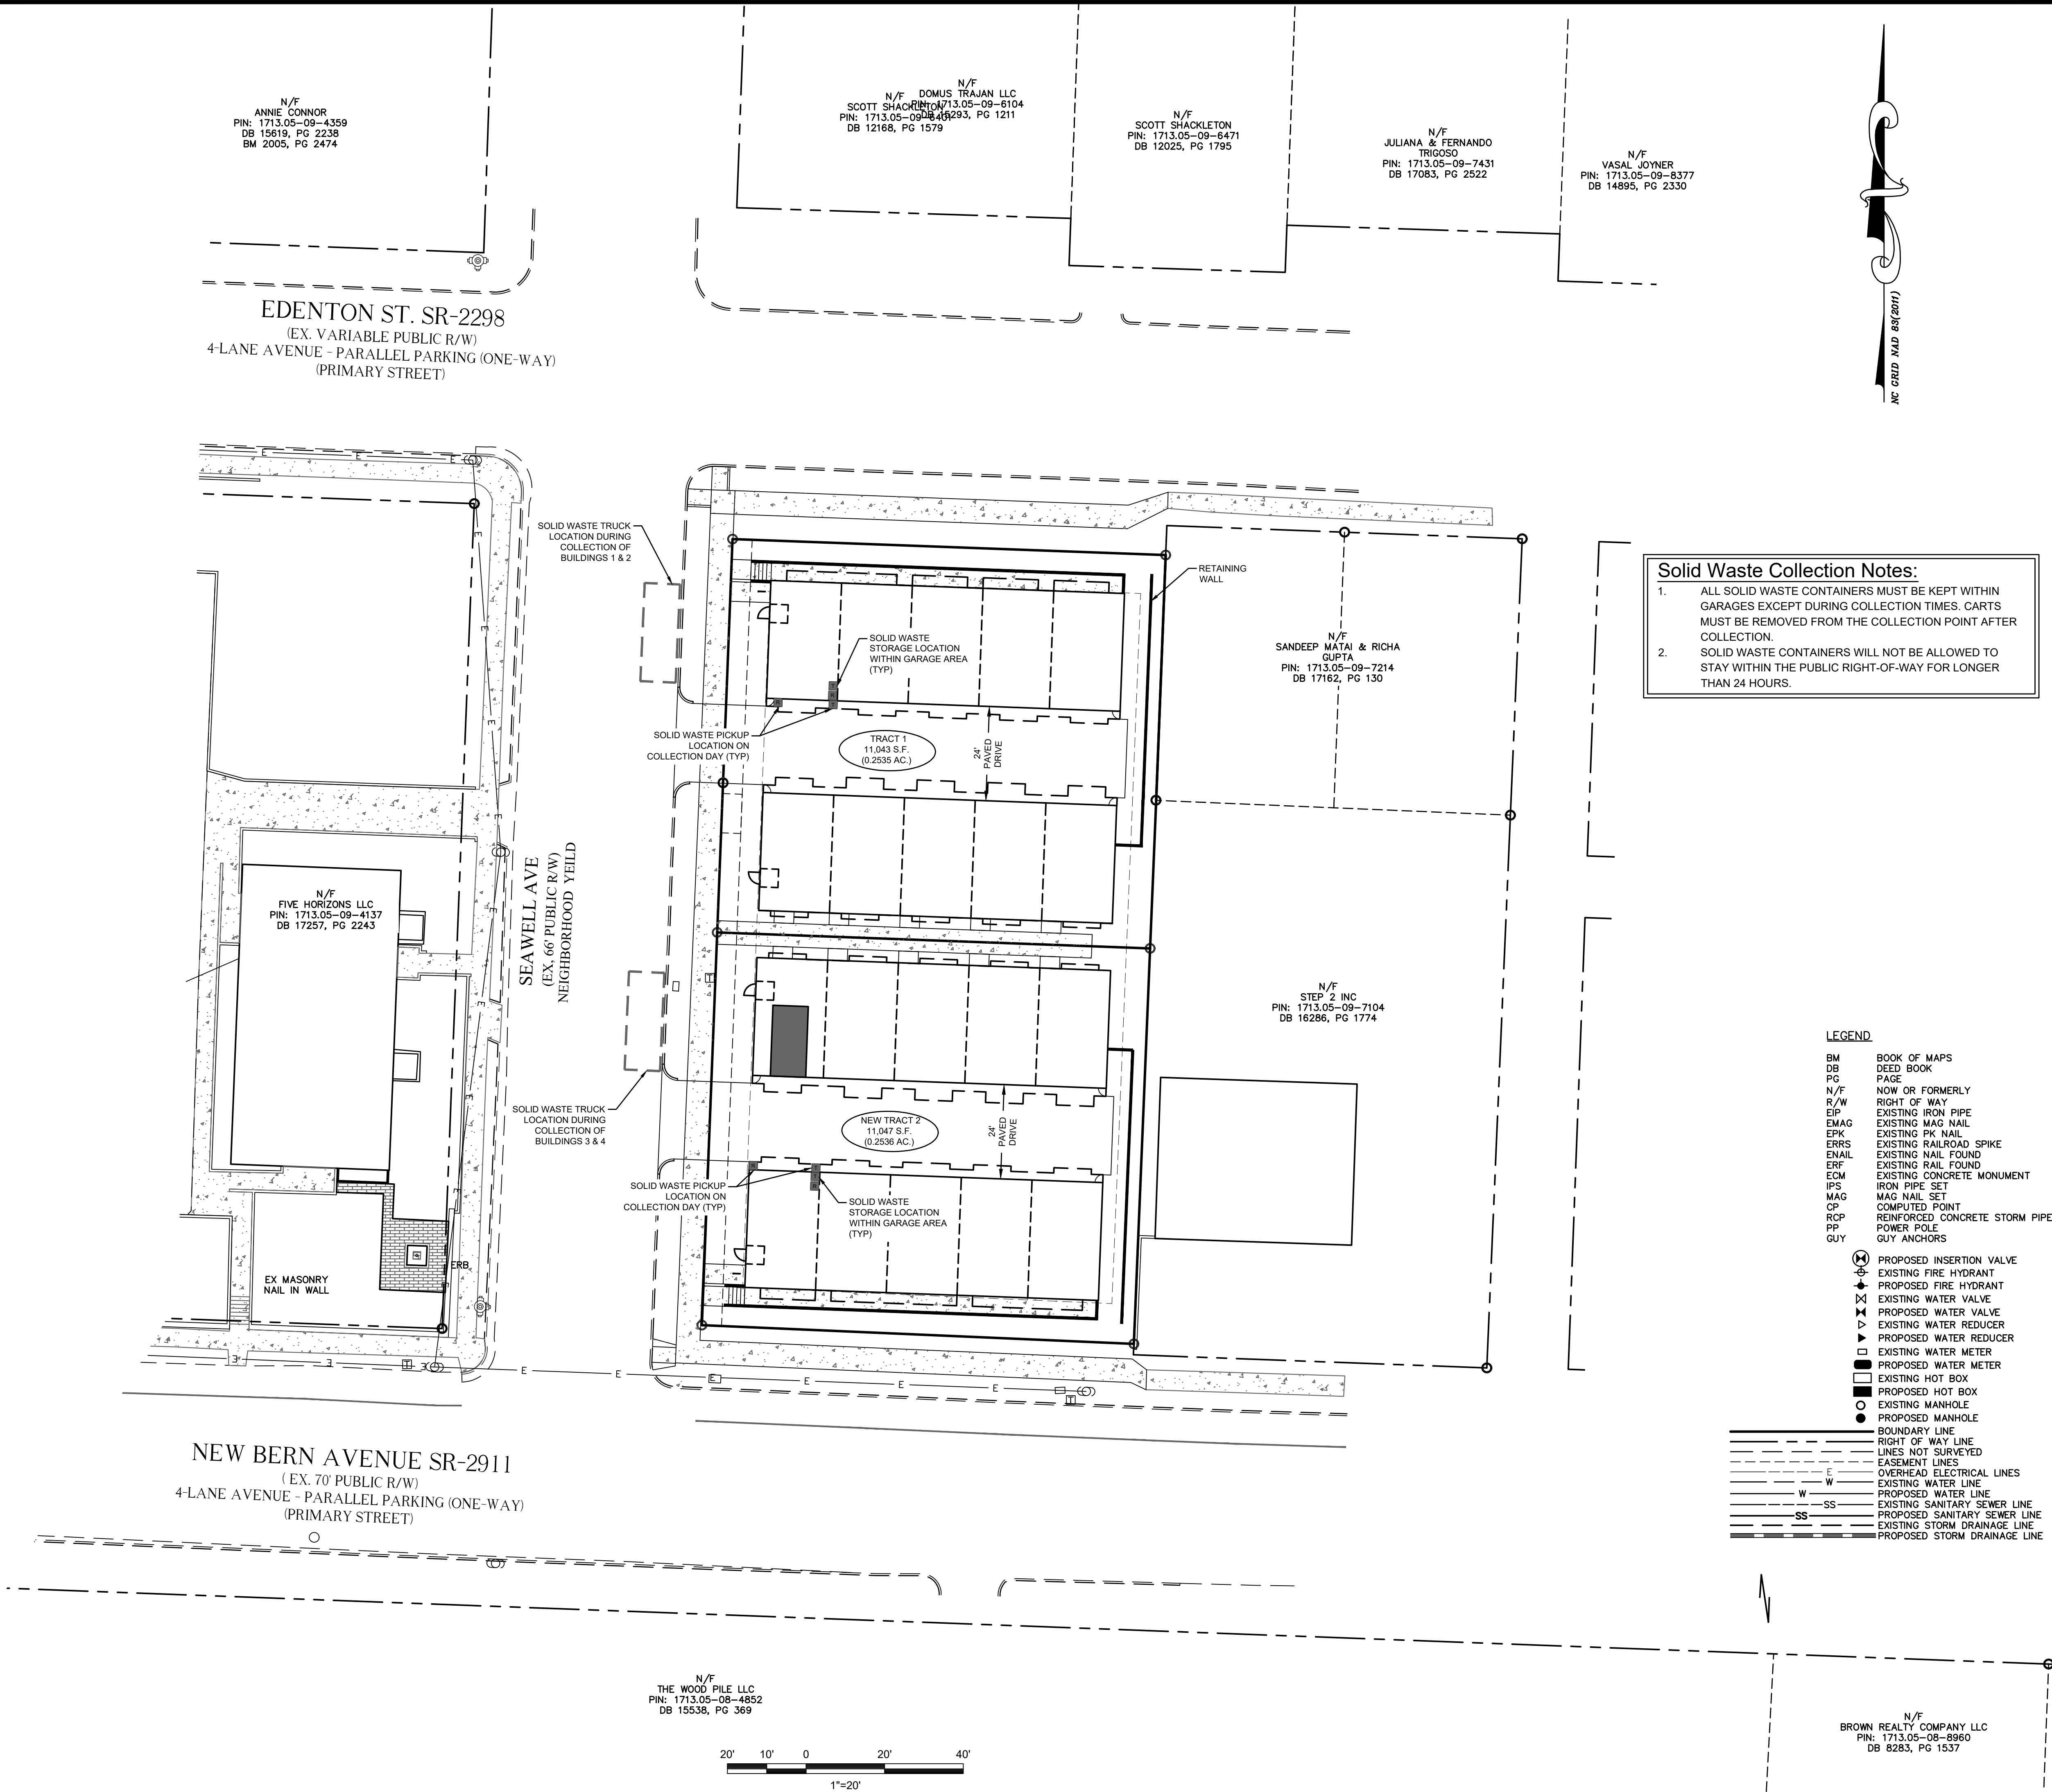 N/F
ANNIE CONNOR
PIN: 1713.05-09-4359
DB 15619, PG 2238
BM 2005, PG 2474
N/F
SCOTT SHACKLETON
PIN: 1713.05-09-6401
DB 12168, PG 1579
N/F
DOMUS TRAJAN LLC
PIN: 1713.05-09-6104
DB 16293, PG 1211
N/F
SCOTT SHACKLETON
PIN: 1713.05-09-6471
DB 12025, PG 1795
N/F
JULIANA & FERNANDO
TRIGOSO
PIN: 1713.05-09-7431
DB 17083, PG 2522
N/F
VASAL JOYNER
PIN: 1713.05-09-8377
DB 14895, PG 2330
NC GRID NAD 83(2011)
EDENTON ST. SR-2298
(EX. VARIABLE PUBLIC R/W)
4-LANE AVENUE - PARALLEL PARKING (ONE-WAY)
(PRIMARY STREET)
SOLID WASTE TRUCK
LOCATION DURING
COLLECTION OF
BUILDINGS 1 & 2
RETAINING
WALL
SOLID WASTE
STORAGE LOCATION
WITHIN GARAGE AREA
(TYP)
SOLID WASTE PICKUP
LOCATION ON
COLLECTION DAY (TYP)
TRACT 1
11,043 S.F.
(0.2535 AC.)
24'
PAVED
DRIVE
N/F
SANDEEP MATAI & RICHA
GUPTA
PIN: 1713.05-09-7214
DB 17162, PG 130
Solid Waste Collection Notes:
1. ALL SOLID WASTE CONTAINERS MUST BE KEPT WITHIN
GARAGES EXCEPT DURING COLLECTION TIMES. CARTS
MUST BE REMOVED FROM THE COLLECTION POINT AFTER
COLLECTION.
2. SOLID WASTE CONTAINERS WILL NOT BE ALLOWED TO
STAY WITHIN THE PUBLIC RIGHT-OF-WAY FOR LONGER
THAN 24 HOURS.
N/F
FIVE HORIZONS LLC
PIN: 1713.05-09-4137
DB 17257, PG 2243
SEAWELL AVE
(EX, 66' PUBLIC R/W)
NEIGHBORHOOD YEILD
N/F
STEP 2 INC
PIN: 1713.05-09-7104
DB 16286, PG 1774
SOLID WASTE TRUCK
LOCATION DURING
COLLECTION OF
BUILDINGS 3 & 4
NEW TRACT 2
11,047 S.F.
(0.2536 AC.)
24'
PAVED
DRIVE
SOLID WASTE PICKUP
LOCATION ON
COLLECTION DAY (TYP)
SOLID WASTE
STORAGE LOCATION
WITHIN GARAGE AREA
(TYP)
EX MASONRY
NAIL IN WALL
ERB
E E E E E E
T T T
NEW BERN AVENUE SR-2911
( EX. 70' PUBLIC R/W)
4-LANE AVENUE - PARALLEL PARKING (ONE-WAY)
(PRIMARY STREET)
LEGEND
BM BOOK OF MAPS
DB DEED BOOK
PG PAGE
N/F NOW OR FORMERLY
R/W RIGHT OF WAY
EIP EXISTING IRON PIPE
EMAG EXISTING MAG NAIL
EPK EXISTING PK NAIL
ERRS EXISTING RAILROAD SPIKE
ENAIL EXISTING NAIL FOUND
ERF EXISTING RAIL FOUND
ECM EXISTING CONCRETE MONUMENT
IPS IRON PIPE SET
MAG MAG NAIL SET
CP COMPUTED POINT
RCP REINFORCED CONCRETE STORM PIPE
PP POWER POLE
GUY GUY ANCHORS
PROPOSED INSERTION VALVE
EXISTING FIRE HYDRANT
PROPOSED FIRE HYDRANT
EXISTING WATER VALVE
PROPOSED WATER VALVE
EXISTING WATER REDUCER
PROPOSED WATER REDUCER
EXISTING WATER METER
PROPOSED WATER METER
EXISTING HOT BOX
PROPOSED HOT BOX
EXISTING MANHOLE
PROPOSED MANHOLE
BOUNDARY LINE
RIGHT OF WAY LINE
LINES NOT SURVEYED
EASEMENT LINES
E OVERHEAD ELECTRICAL LINES
W EXISTING WATER LINE
W PROPOSED WATER LINE
SS EXISTING SANITARY SEWER LINE
SS PROPOSED SANITARY SEWER LINE
EXISTING STORM DRAINAGE LINE
PROPOSED STORM DRAINAGE LINE
N/F
THE WOOD PILE LLC
PIN: 1713.05-08-4852
DB 15538, PG 369
N/F
BROWN REALTY COMPANY LLC
PIN: 1713.05-08-8960
DB 8283, PG 1537
20' 10' 0 20' 40'
1"=20'